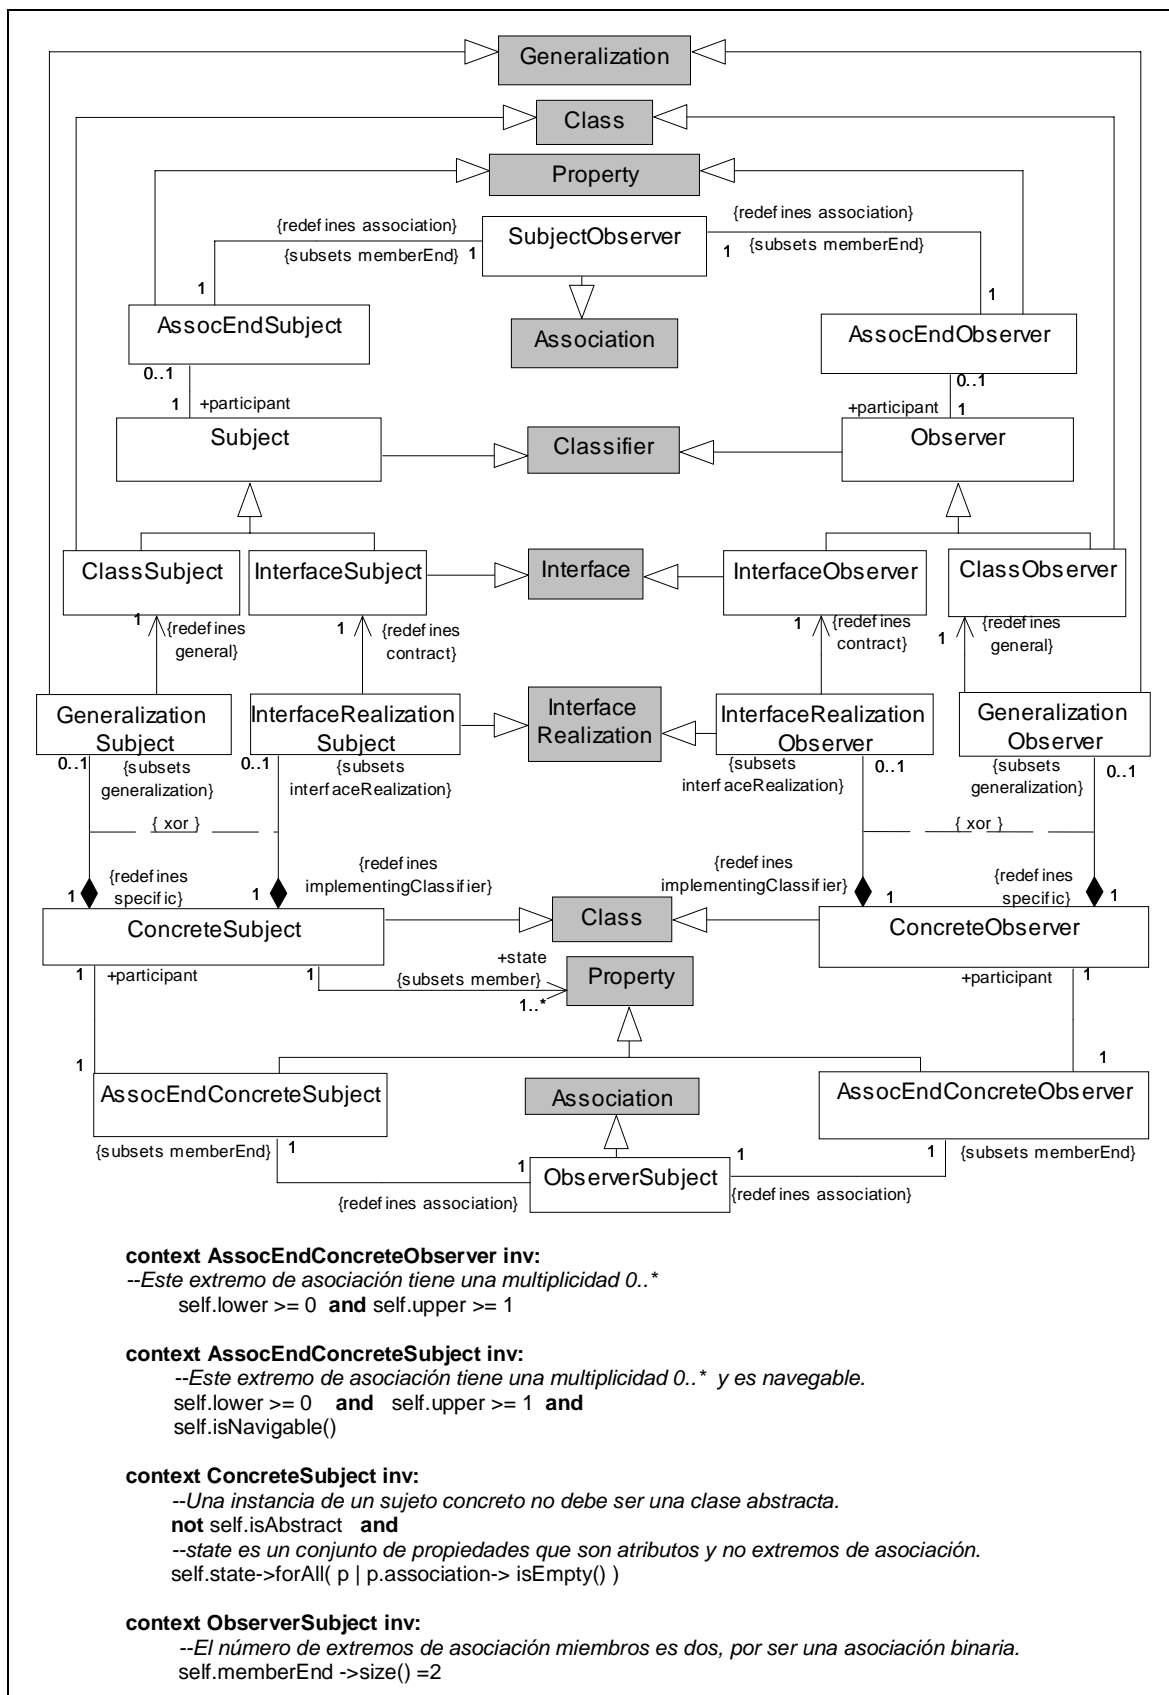 Generalization
Class
Property
{redefines association}
{subsets memberEnd}
1
1
SubjectObserver
{redefines association}
{subsets memberEnd}
1
1
AssocEndSubject
Association
AssocEndObserver
0..1
1
+participant
0..1
+participant
1
Subject
Classifier
Observer
ClassSubject
InterfaceSubject
Interface
InterfaceObserver
ClassObserver
1
{redefines
general}
1
{redefines
contract}
1
{redefines
contract}
1
{redefines
general}
Generalization
Subject
InterfaceRealization
Subject
Interface
Realization
InterfaceRealization
Observer
Generalization
Observer
0..1
{subsets
generalization}
0..1
{subsets
interfaceRealization}
{subsets
interfaceRealization}
0..1
{subsets
generalization}
0..1
{ xor }
{ xor }
1
{redefines
specific}
1
{redefines
implementingClassifier}
{redefines
implementingClassifier}
1
{redefines
specific}
1
ConcreteSubject
Class
ConcreteObserver
1
+participant
1
+state
{subsets member}
1..*
Property
+participant
1
1
1
AssocEndConcreteSubject
Association
AssocEndConcreteObserver
{subsets memberEnd}
1
1
ObserverSubject
1
1
{subsets memberEnd}
{redefines association}
{redefines association}
context AssocEndConcreteObserver inv:
--Este extremo de asociación tiene una multiplicidad 0..*
self.lower >= 0 and self.upper >= 1
context AssocEndConcreteSubject inv:
--Este extremo de asociación tiene una multiplicidad 0..* y es navegable.
self.lower >= 0 and self.upper >= 1 and
self.isNavigable()
context ConcreteSubject inv:
--Una instancia de un sujeto concreto no debe ser una clase abstracta.
not self.isAbstract and
--state es un conjunto de propiedades que son atributos y no extremos de asociación.
self.state->forAll( p | p.association-> isEmpty() )
context ObserverSubject inv:
--El número de extremos de asociación miembros es dos, por ser una asociación binaria.
self.memberEnd ->size() =2